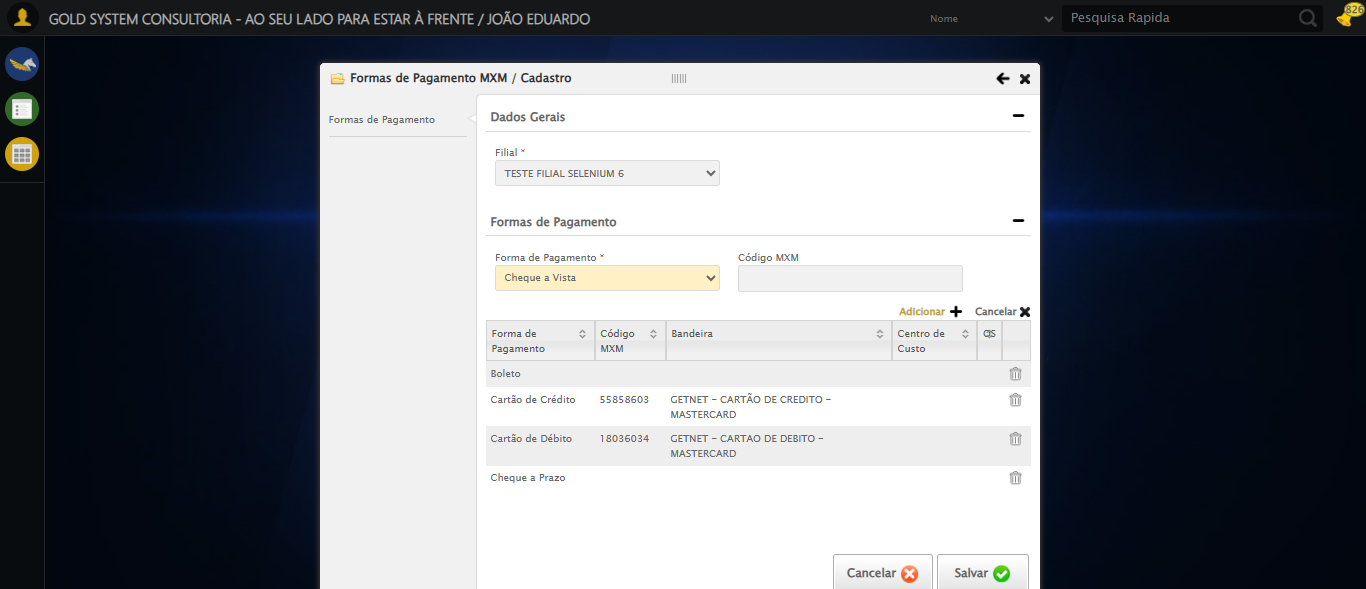 GOLD SYSTEM CONSULTORIA - AO SEU LADO PARA ESTAR À FRENTE / JOÃO EDUARDO
Nome
Pesquisa Rapida
826
Formas de Pagamento MXM / Cadastro
Formas de Pagamento
Dados Gerais
Filial *
TESTE FILIAL SELENIUM 6
Formas de Pagamento
Forma de Pagamento *
Código MXM
Cheque a Vista
Adicionar
Cancelar
Forma de Pagamento
Código MXM
Bandeira
Centro de Custo
Boleto
Cartão de Crédito 55858603 GETNET - CARTÃO DE CREDITO - MASTERCARD
Cartão de Débito 18036034 GETNET - CARTAO DE DEBITO - MASTERCARD
Cheque a Prazo
Cancelar
Salvar